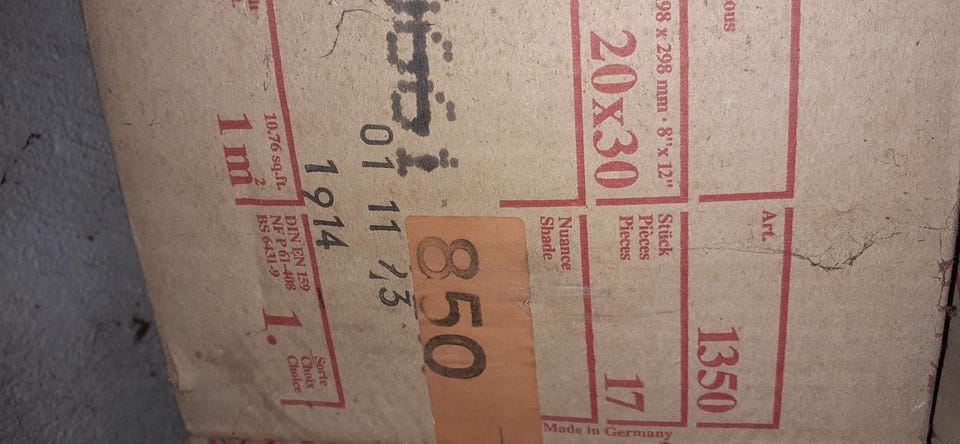 ous
Art. 1350
98 x 298 mm · 8" x 12"
20x30
Stück
Pièces
Pieces
17
Nuance
Shade
850
01 11
1914
10.76 sq.ft.
1 m²
DIN EN 159
NF P 61-408
BS 6431-9
1.
Sorte
Choix
Choice
Made in Germany